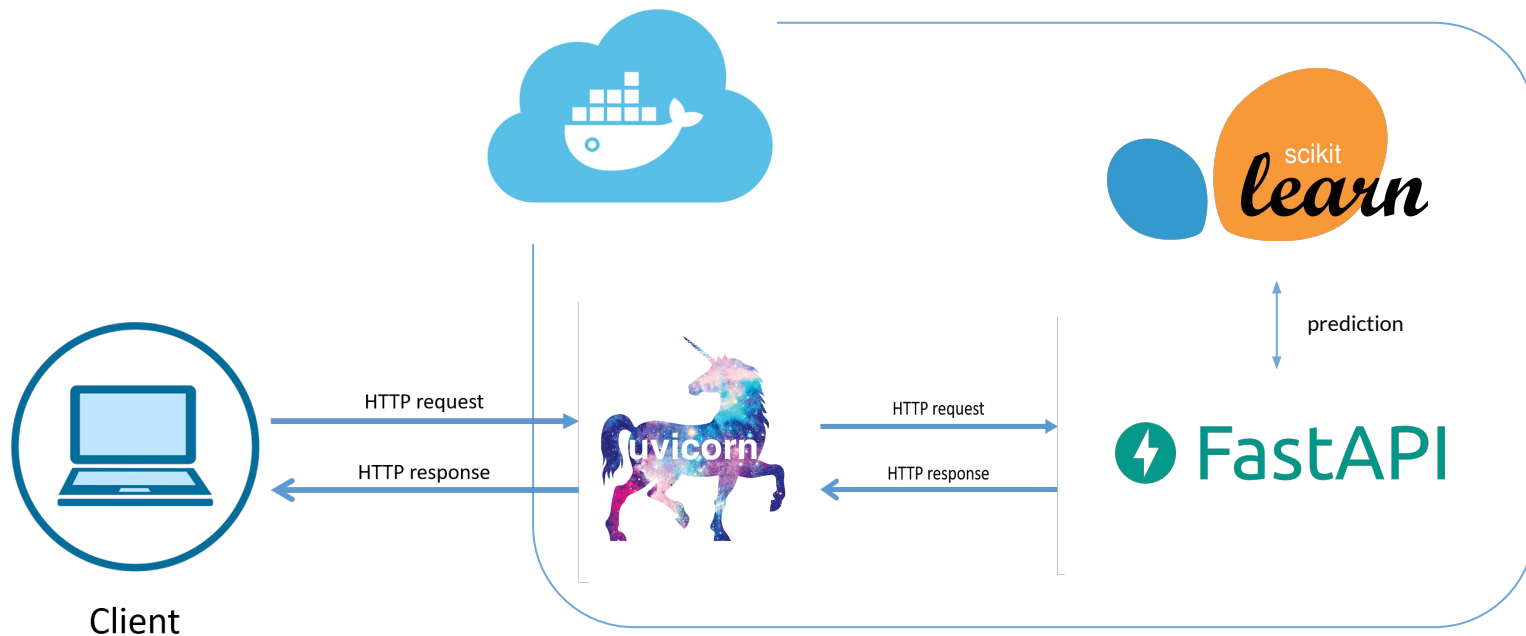 scikit
learn
prediction
HTTP request
HTTP request
uvicorn
FastAPI
HTTP response
HTTP response
Client